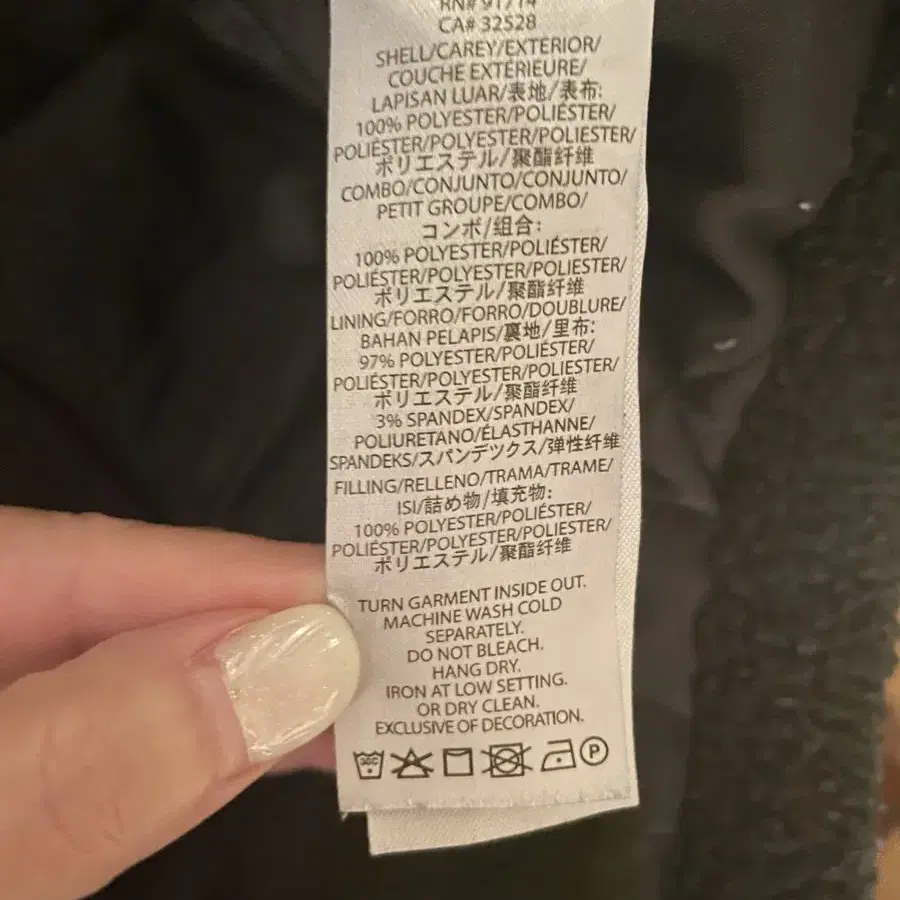 RN# 91714
CA# 32528
SHELL/CAREY/EXTERIOR/
COUCHE EXTÉRIEURE/
LAPISAN LUAR/表地/表布:
100% POLYESTER/POLIÉSTER/
POLIÉSTER/POLYESTER/POLIESTER/
ポリエステル/聚酯纤维
COMBO/CONJUNTO/CONJUNTO/
PETIT GROUPE/COMBO/
コンボ/组合:
100% POLYESTER/POLIÉSTER/
POLIÉSTER/POLYESTER/POLIESTER/
ポリエステル/聚酯纤维
LINING/FORRO/FORRO/DOUBLURE/
BAHAN PELAPIS/裏地/里布:
97% POLYESTER/POLIÉSTER/
POLIÉSTER/POLYESTER/POLIESTER/
ポリエステル/聚酯纤维
3% SPANDEX/SPANDEX/
POLIURETANO/ÉLASTHANNE/
SPANDEKS/スパンデックス/弹性纤维
FILLING/RELLENO/TRAMA/TRAME/
ISI/詰め物/填充物:
100% POLYESTER/POLIÉSTER/
POLIÉSTER/POLYESTER/POLIESTER/
ポリエステル/聚酯纤维
TURN GARMENT INSIDE OUT.
MACHINE WASH COLD
SEPARATELY.
DO NOT BLEACH.
HANG DRY.
IRON AT LOW SETTING.
OR DRY CLEAN.
EXCLUSIVE OF DECORATION.
30C P